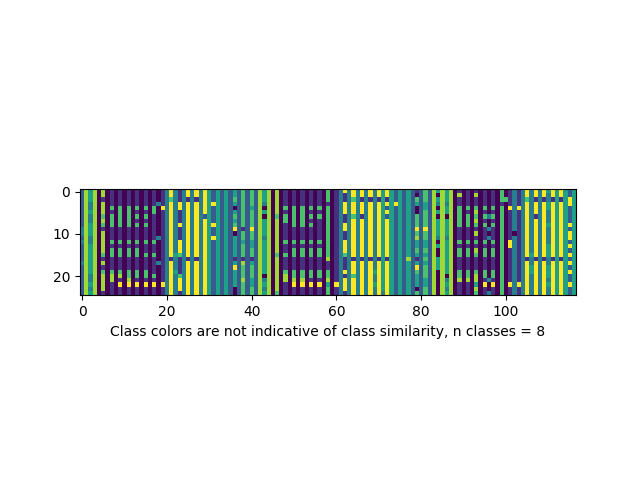 0
10
20
0 20 40 60 80 100
Class colors are not indicative of class similarity, n classes = 8